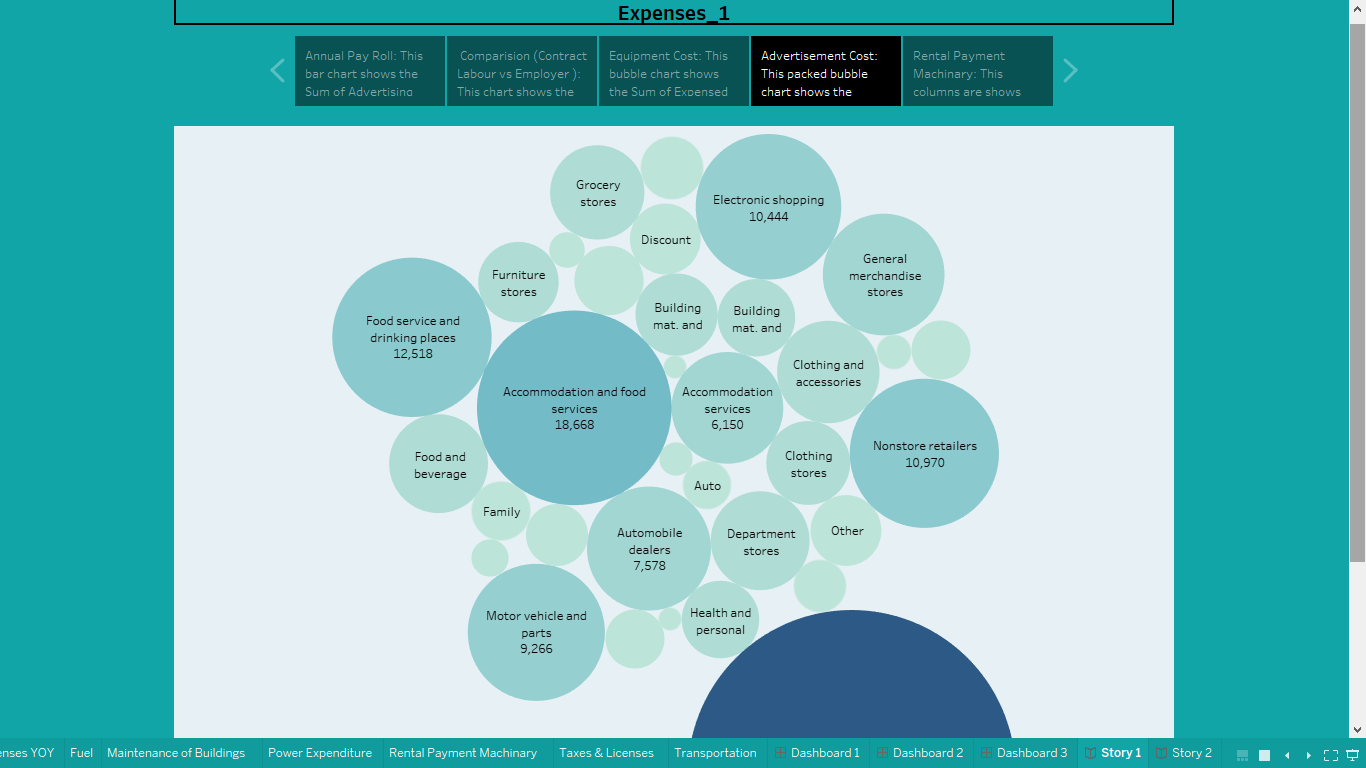 Expenses_1
Annual Pay Roll: This
bar chart shows the
Sum of Advertising
Comparision (Contract
Labour vs Employer ):
This chart shows the
Equipment Cost: This
bubble chart shows
the Sum of Expensed
Advertisement Cost:
This packed bubble
chart shows the
Rental Payment
Machinary: This
columns are shows
Grocery
stores
Electronic shopping
10,444
Discount
General
merchandise
stores
Furniture
stores
Building
mat. and
Building
mat. and
Food service and
drinking places
12,518
Clothing and
accessories
Accommodation and food
services
18,668
Accommodation
services
6,150
Nonstore retailers
10,970
Food and
beverage
Clothing
stores
Auto
Family
Other
Automobile
dealers
7,578
Department
stores
Motor vehicle and
parts
9,266
Health and
personal
enses YOY
Fuel
Maintenance of Buildings
Power Expenditure
Rental Payment Machinary
Taxes & Licenses
Transportation
Dashboard 1
Dashboard 2
Dashboard 3
Story 1
Story 2